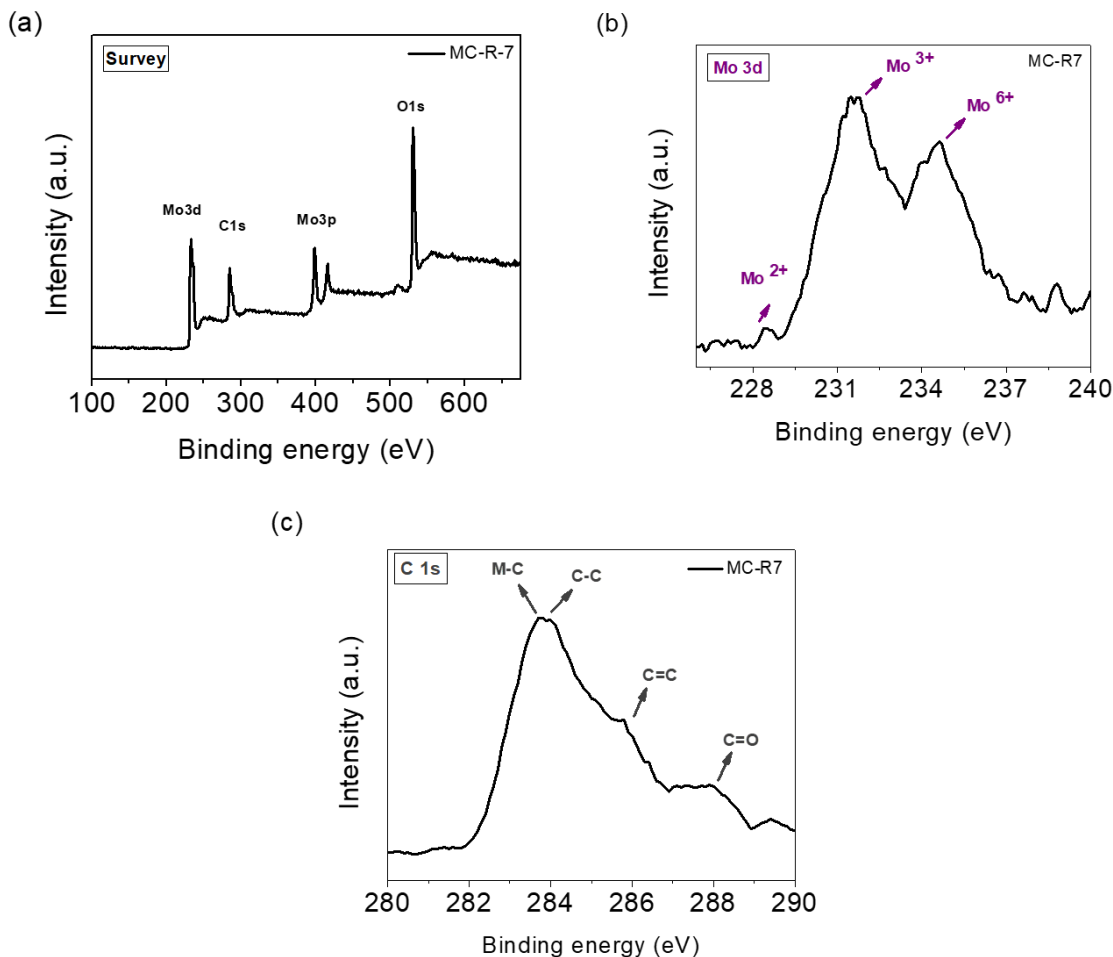 (a)
Survey
MC-R-7
O1s
Mo3d
C1s
Mo3p
Intensity (a.u.)
100 200 300 400 500 600
Binding energy (eV)
(b)
Mo 3d
Mo 3+
MC-R7
Mo 6+
Mo 2+
Intensity (a.u.)
228 231 234 237 240
Binding energy (eV)
(c)
C 1s
M-C
C-C
MC-R7
C=C
C=O
Intensity (a.u.)
280 282 284 286 288 290
Binding energy (eV)